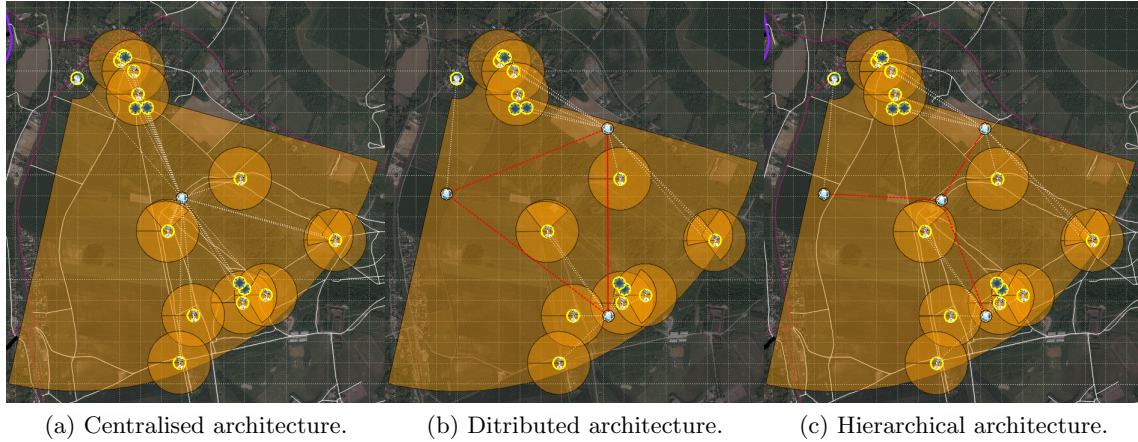 (a) Centralised architecture.
(b) Ditributed architecture.
(c) Hierarchical architecture.